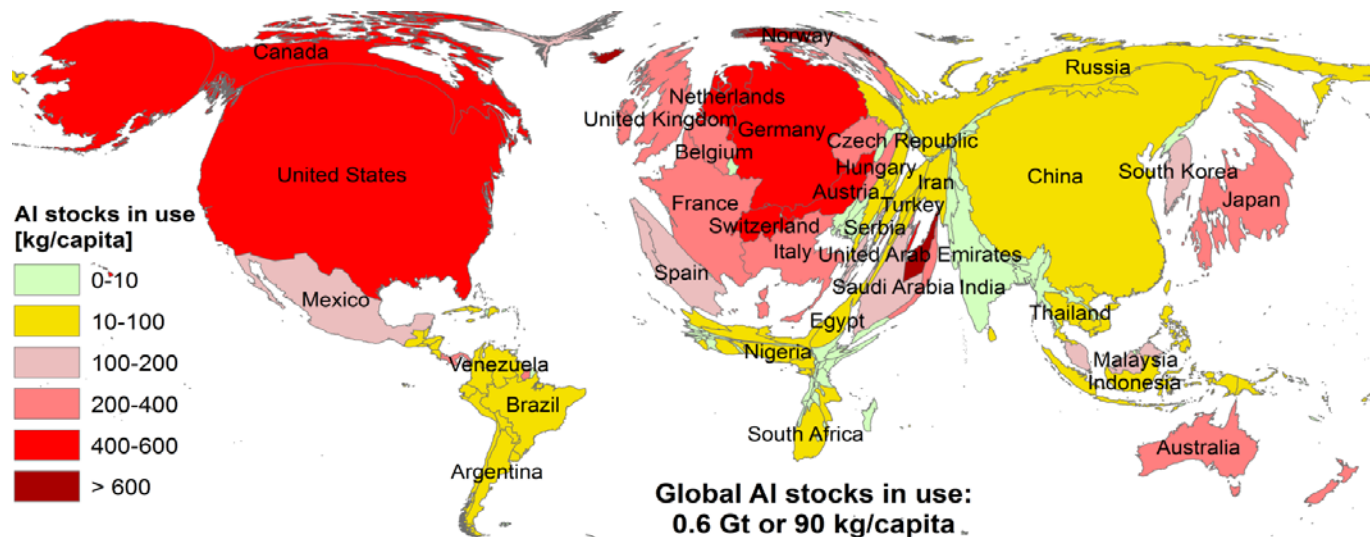 Norway
Canada
Russia
Netherlands
United Kingdom
Germany
Czech Republic
Belgium
Hungary
South Korea
United States
Iran
China
Austria
Turkey
Japan
Al stocks in use
[kg/capita]
France
Switzerland
Serbia
Italy
United Arab Emirates
0-10
Spain
Saudi Arabia
India
Mexico
10-100
Egypt
Thailand
100-200
Nigeria
Venezuela
Malaysia
Indonesia
200-400
Brazil
400-600
South Africa
Australia
Argentina
> 600
Global Al stocks in use:
0.6 Gt or 90 kg/capita